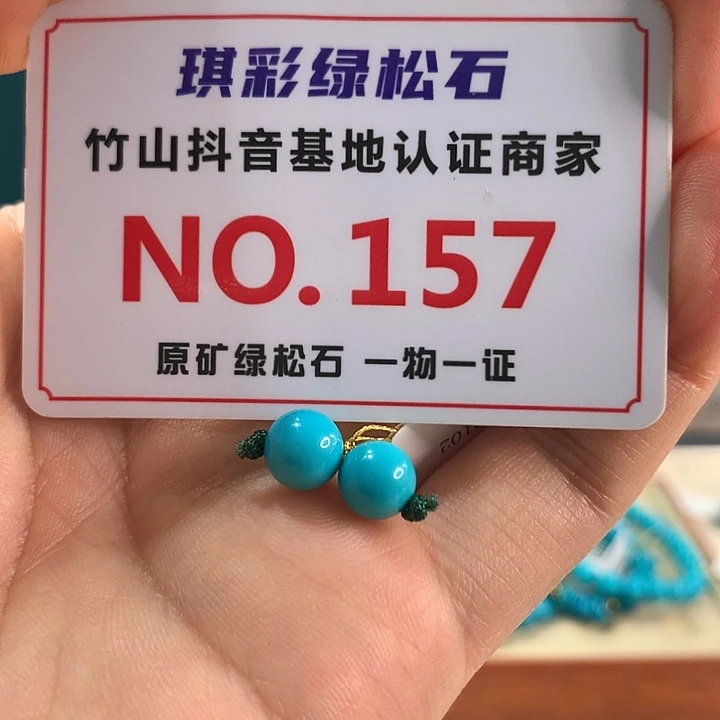 琪彩绿松石
竹山抖音基地认证商家
NO.157
原矿绿松石 一物一证